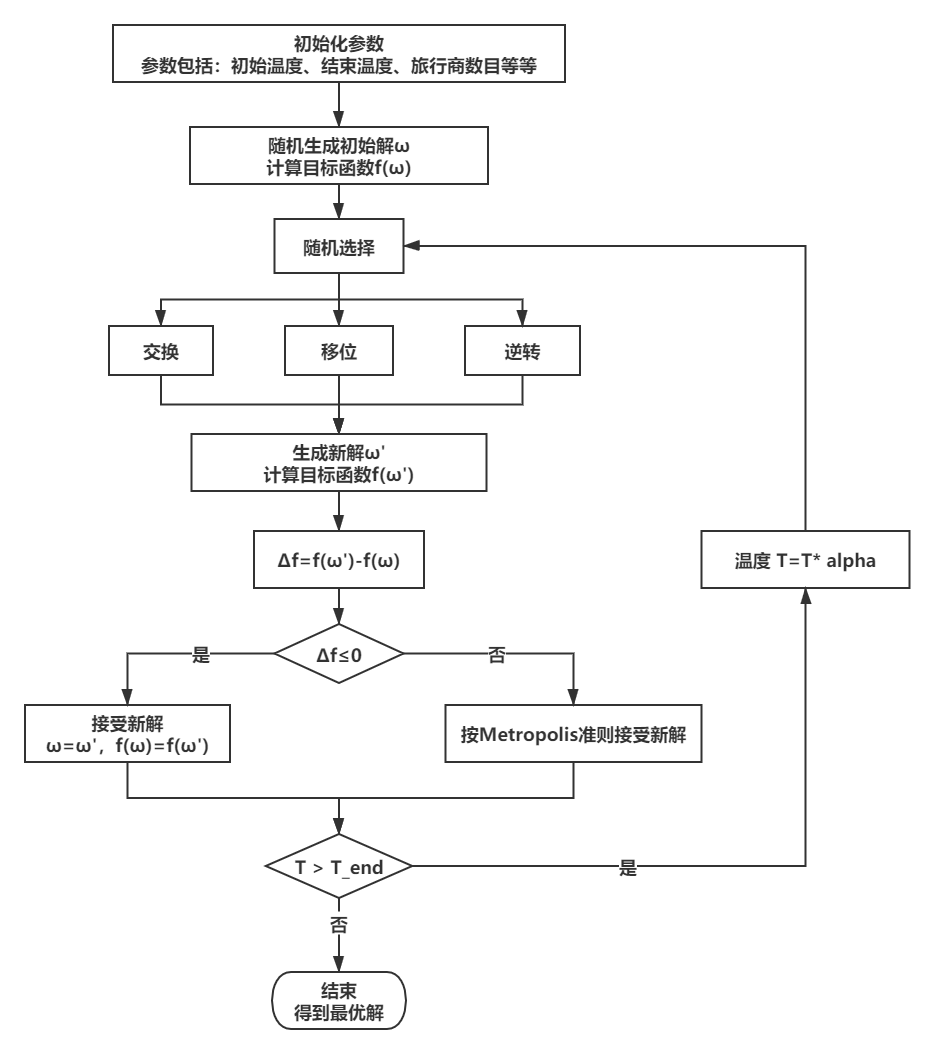 初始化参数
参数包括：初始温度、结束温度、旅行商数目等等
随机生成初始解ω
计算目标函数f(ω)
随机选择
交换
移位
逆转
生成新解ω'
计算目标函数f(ω')
Δf=f(ω')-f(ω)
温度 T=T* alpha
Δf≤0
是
否
接受新解
ω=ω'，f(ω)=f(ω')
按Metropolis准则接受新解
T > T_end
是
否
结束
得到最优解